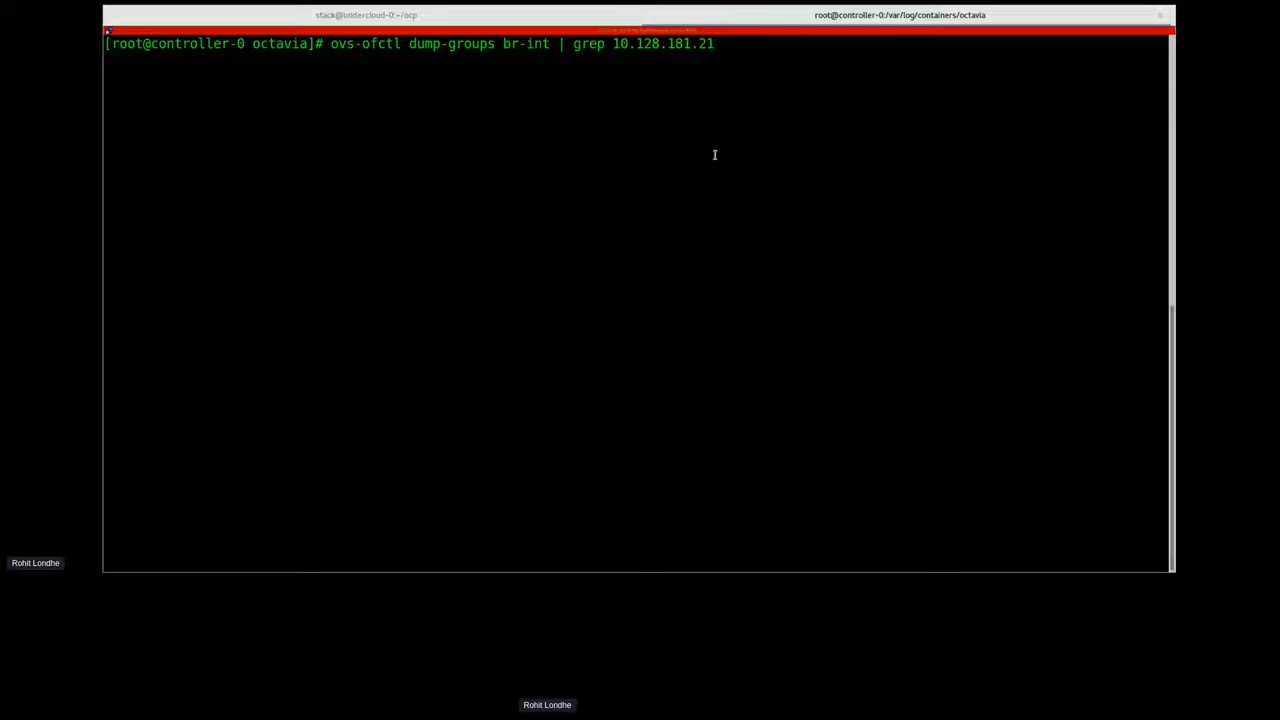 stack@undercloud-0:~/ocp
root@controller-0:/var/log/containers/octavia
[root@controller-0 octavia]# ovs-ofctl dump-groups br-int | grep 10.128.181.21
Rohit Londhe
Rohit Londhe